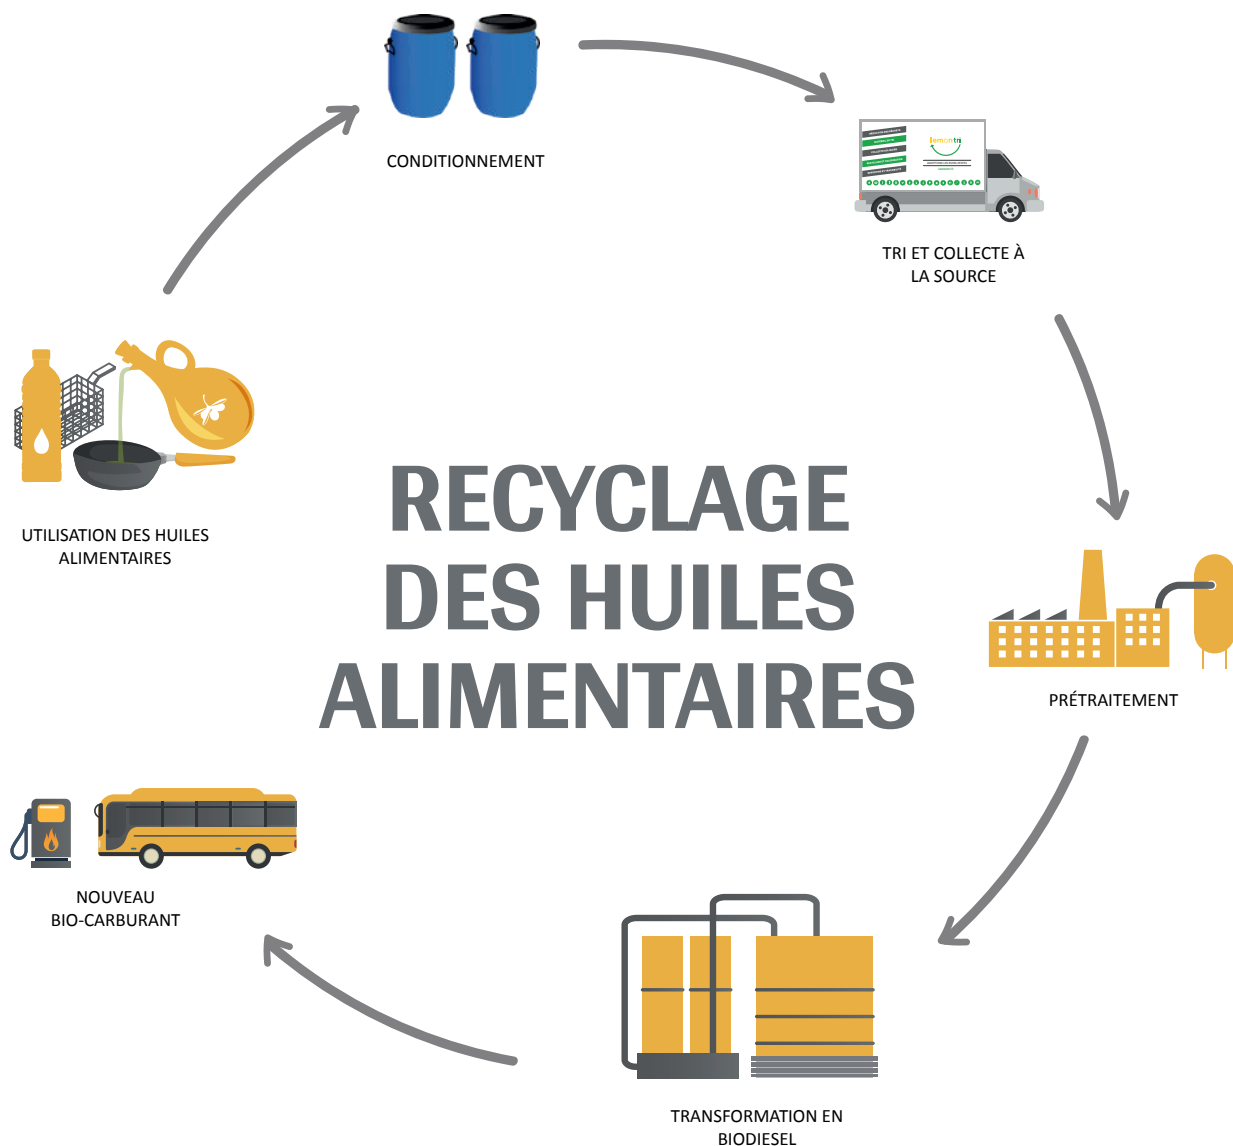 CONDITIONNEMENT
lemontri
TRI ET COLLECTE À
LA SOURCE
UTILISATION DES HUILES
ALIMENTAIRES
RECYCLAGE
DES HUILES
ALIMENTAIRES
PRÉTRAITEMENT
NOUVEAU
BIO-CARBURANT
TRANSFORMATION EN
BIODIESEL